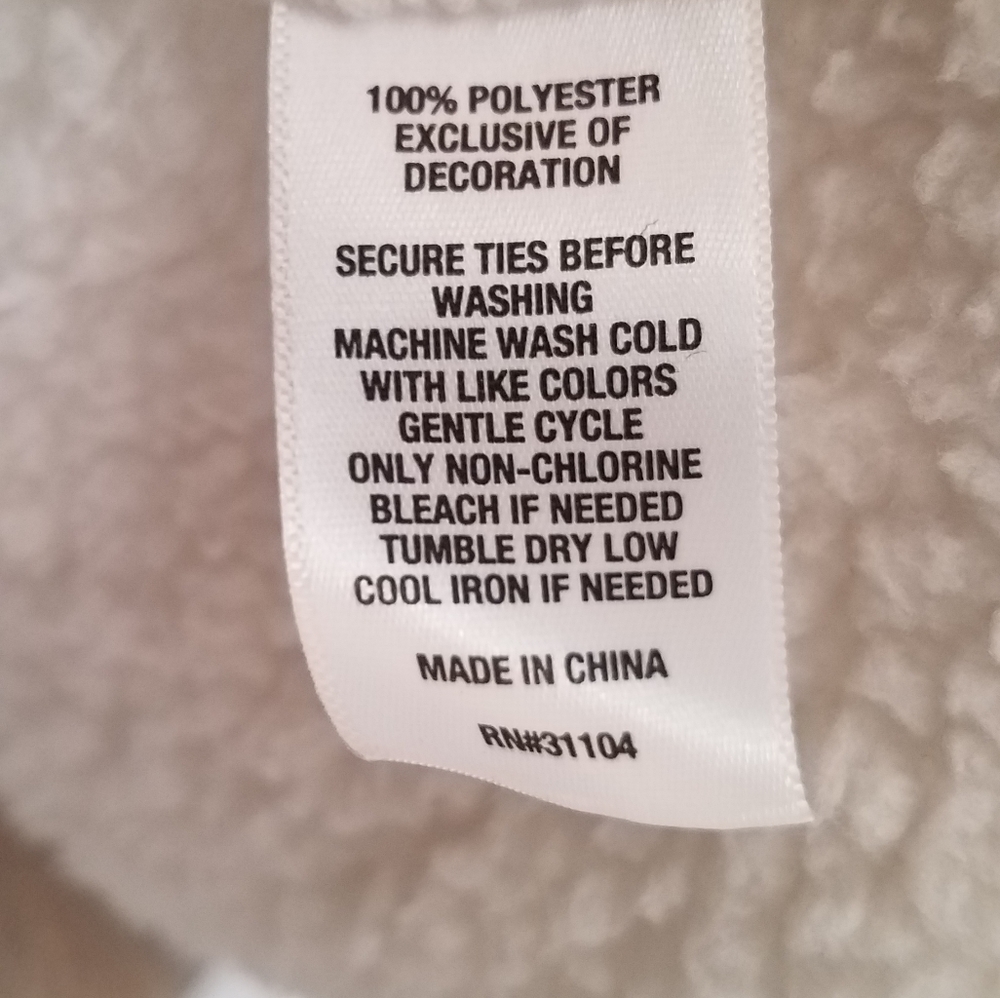 100% POLYESTER
EXCLUSIVE OF
DECORATION
SECURE TIES BEFORE
WASHING
MACHINE WASH COLD
WITH LIKE COLORS
GENTLE CYCLE
ONLY NON-CHLORINE
BLEACH IF NEEDED
TUMBLE DRY LOW
COOL IRON IF NEEDED
MADE IN CHINA
RN#31104